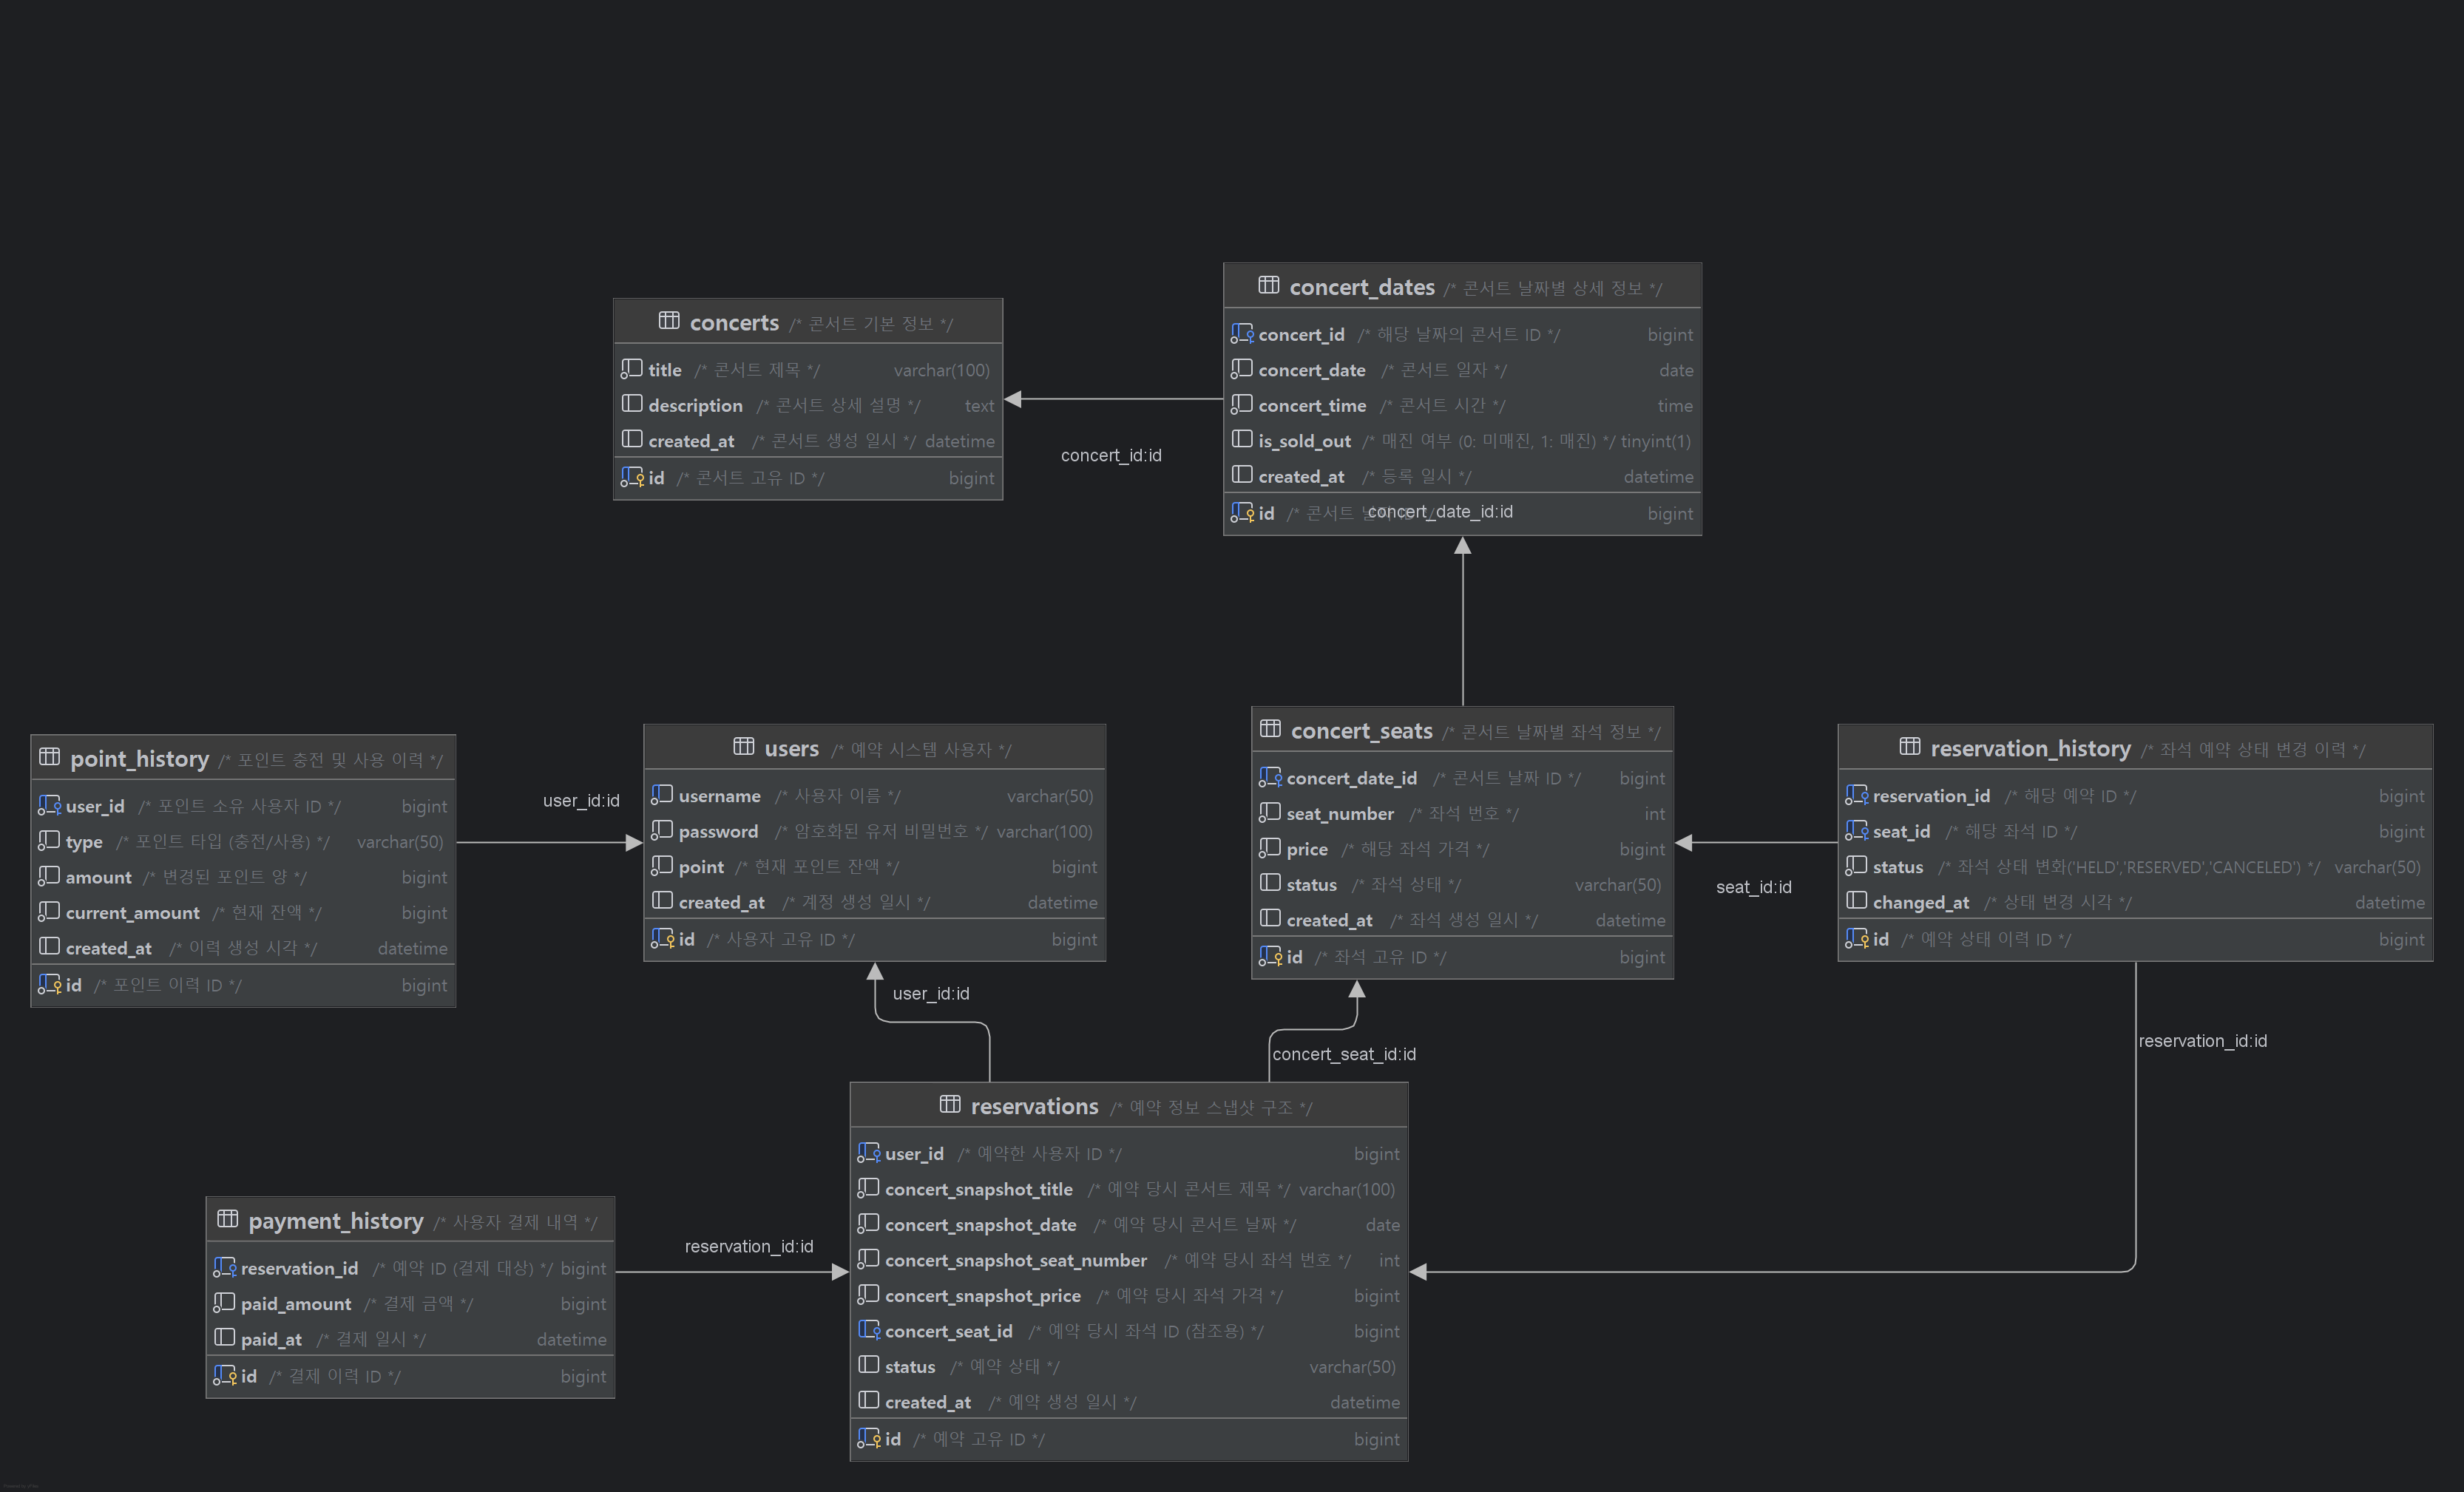 concert_dates /* 콘서트 날짜별 상세 정보 */
concert_id /* 해당 날짜의 콘서트 ID */ bigint
concert_date /* 콘서트 일자 */ date
concert_time /* 콘서트 시간 */ time
is_sold_out /* 매진 여부 (0: 미매진, 1: 매진) */ tinyint(1)
created_at /* 등록 일시 */ datetime
id /* 콘서트 */ bigint
concert_date_id:id
concerts /* 콘서트 기본 정보 */
title /* 콘서트 제목 */ varchar(100)
description /* 콘서트 상세 설명 */ text
created_at /* 콘서트 생성 일시 */ datetime
id /* 콘서트 고유 ID */ bigint
concert_id:id
point_history /* 포인트 충전 및 사용 이력 */
user_id /* 포인트 소유 사용자 ID */ bigint
type /* 포인트 타입 (충전/사용) */ varchar(50)
amount /* 변경된 포인트 양 */ bigint
current_amount /* 현재 잔액 */ bigint
created_at /* 이력 생성 시각 */ datetime
id /* 포인트 이력 ID */ bigint
user_id:id
users /* 예약 시스템 사용자 */
username /* 사용자 이름 */ varchar(50)
password /* 암호화된 유저 비밀번호 */ varchar(100)
point /* 현재 포인트 잔액 */ bigint
created_at /* 계정 생성 일시 */ datetime
id /* 사용자 고유 ID */ bigint
user_id:id
concert_seats /* 콘서트 날짜별 좌석 정보 */
concert_date_id /* 콘서트 날짜 ID */ bigint
seat_number /* 좌석 번호 */ int
price /* 해당 좌석 가격 */ bigint
status /* 좌석 상태 */ varchar(50)
created_at /* 좌석 생성 일시 */ datetime
id /* 좌석 고유 ID */ bigint
concert_seat_id:id
seat_id:id
reservation_history /* 좌석 예약 상태 변경 이력 */
reservation_id /* 해당 예약 ID */ bigint
seat_id /* 해당 좌석 ID */ bigint
status /* 좌석 상태 변화('HELD','RESERVED','CANCELED') */ varchar(50)
changed_at /* 상태 변경 시각 */ datetime
id /* 예약 상태 이력 ID */ bigint
reservation_id:id
reservations /* 예약 정보 스냅샷 구조 */
user_id /* 예약한 사용자 ID */ bigint
concert_snapshot_title /* 예약 당시 콘서트 제목 */ varchar(100)
concert_snapshot_date /* 예약 당시 콘서트 날짜 */ date
concert_snapshot_seat_number /* 예약 당시 좌석 번호 */ int
concert_snapshot_price /* 예약 당시 좌석 가격 */ bigint
concert_seat_id /* 예약 당시 좌석 ID (참조용) */ bigint
status /* 예약 상태 */ varchar(50)
created_at /* 예약 생성 일시 */ datetime
id /* 예약 고유 ID */ bigint
payment_history /* 사용자 결제 내역 */
reservation_id /* 예약 ID (결제 대상) */ bigint
paid_amount /* 결제 금액 */ bigint
paid_at /* 결제 일시 */ datetime
id /* 결제 이력 ID */ bigint
reservation_id:id